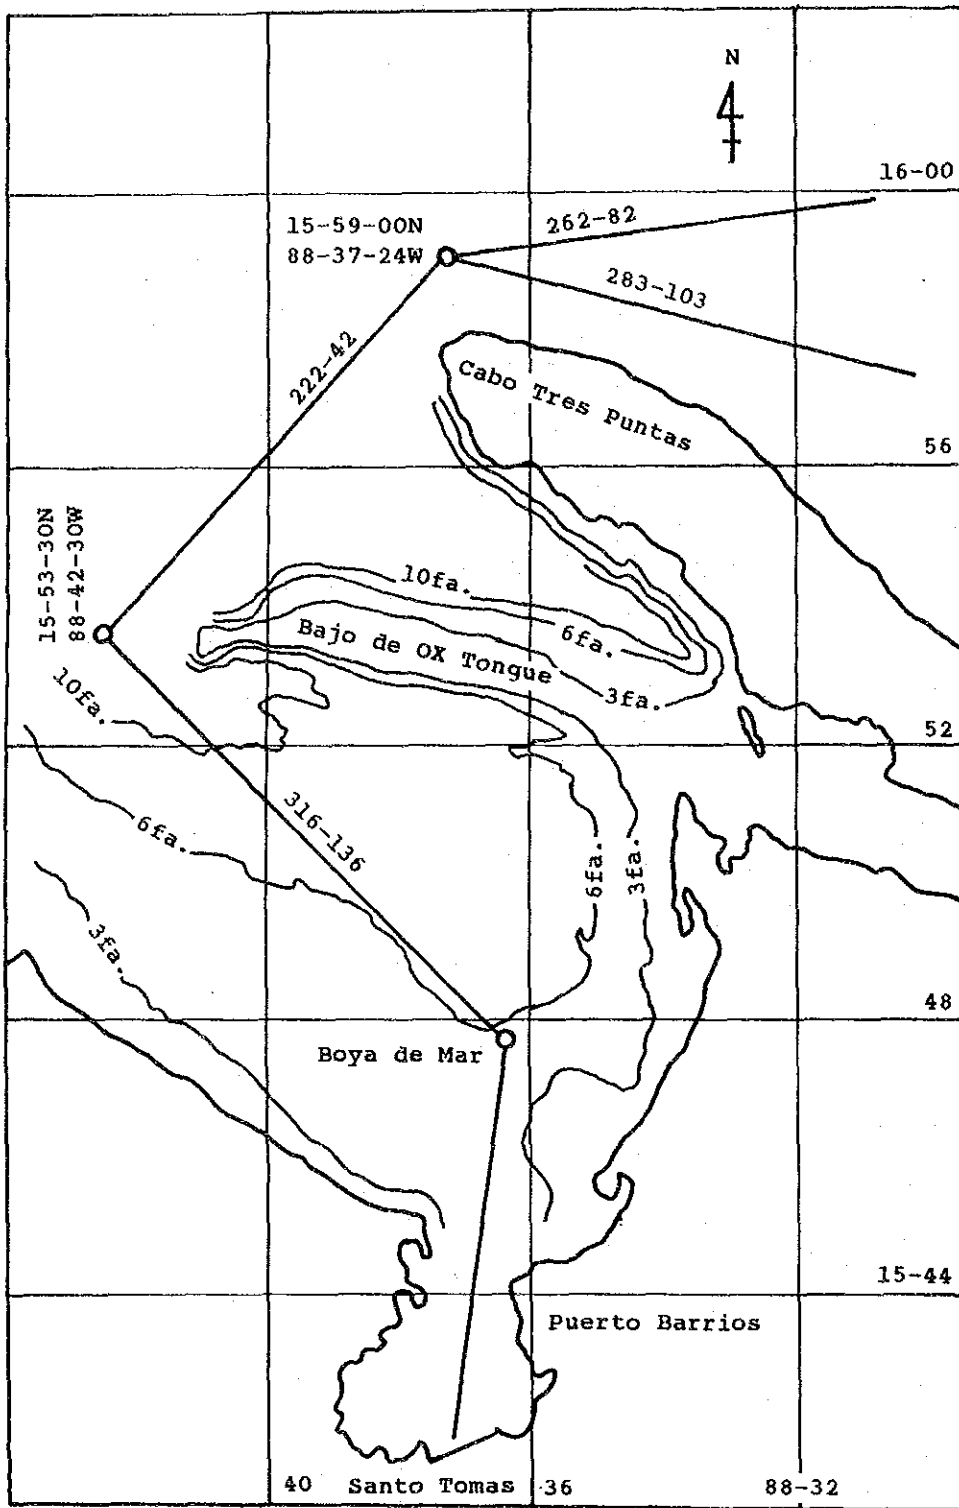 N
16-00
15-59-00N
88-37-24W
262-82
283-103
222-42
Cabo Tres Puntas
56
15-53-30N
88-42-30W
10fa.
6fa.
Bajo de OX Tongue
3fa.
10fa.
52
316-136
6fa.
6fa.
3fa.
3fa.
48
Boya de Mar
15-44
Puerto Barrios
40
Santo Tomas
36
88-32